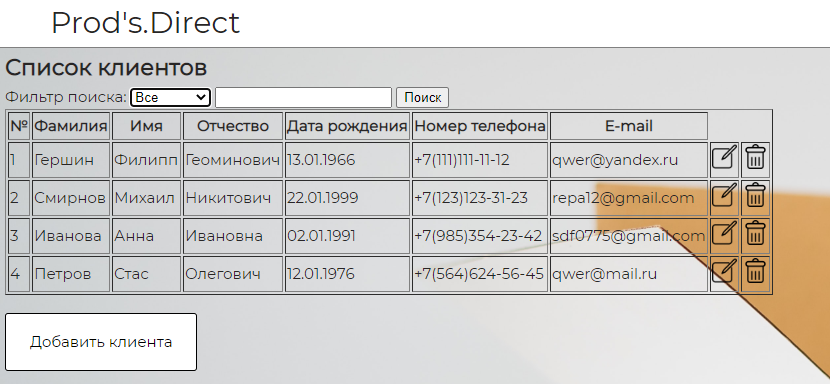 Prod's.Direct
Список клиентов
Фильтр поиска: Все Поиск
№ Фамилия Имя Отчество Дата рождения Номер телефона E-mail
1 Гершин Филипп Геоминович 13.01.1966 +7(111)111-11-12 qwer@yandex.ru
2 Смирнов Михаил Никитович 22.01.1999 +7(123)123-31-23 repa12@gmail.com
3 Иванова Анна Ивановна 02.01.1991 +7(985)354-23-42 sdf0775@gmail.com
4 Петров Стас Олегович 12.01.1976 +7(564)624-56-45 qwer@mail.ru
Добавить клиента